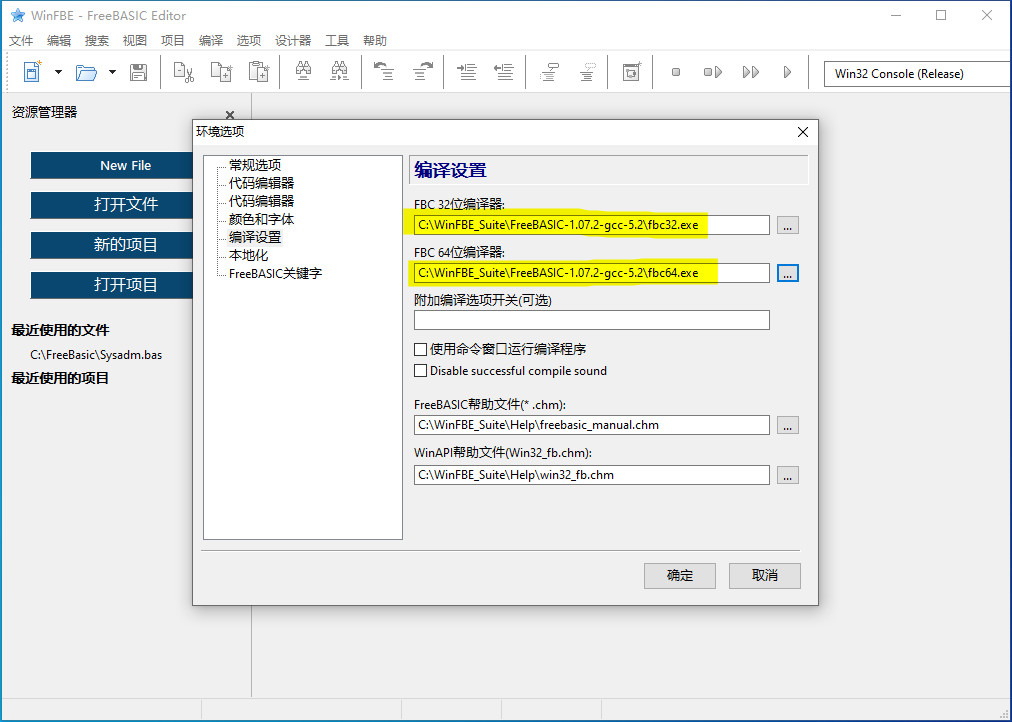 WinFBE - FreeBASIC Editor
文件 编辑 搜索 视图 项目 编译 选项 设计器 工具 帮助
Win32 Console (Release)
资源管理器
New File
打开文件
新的项目
打开项目
最近使用的文件
C:\FreeBasic\Sysadm.bas
最近使用的项目
环境选项
常规选项
代码编辑器
代码编辑器
颜色和字体
编译设置
本地化
FreeBASIC关键字
编译设置
FBC 32位编译器:
C:\WinFBE_Suite\FreeBASIC-1.07.2-gcc-5.2\fbc32.exe
...
FBC 64位编译器:
C:\WinFBE_Suite\FreeBASIC-1.07.2-gcc-5.2\fbc64.exe
...
附加编译选项开关(可选)
使用命令窗口运行编译程序
Disable successful compile sound
FreeBASIC帮助文件(* .chm):
C:\WinFBE_Suite\Help\freebasic_manual.chm
...
WinAPI帮助文件(Win32_fb.chm):
C:\WinFBE_Suite\Help\win32_fb.chm
...
确定
取消